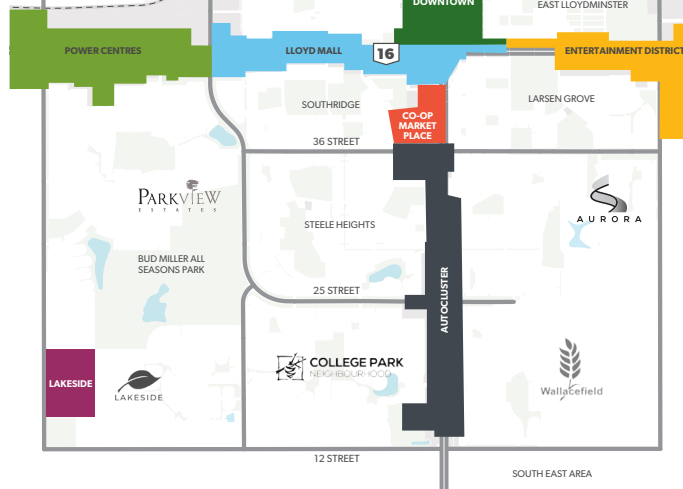 DOWNTOWN
EAST LLOYDMINSTER
POWER CENTRES
LLOYD MALL
16
ENTERTAINMENT DISTRICT
SOUTHRIDGE
LARSEN GROVE
CO-OP
MARKET
PLACE
36 STREET
PARKVIEW
ESTATES
AURORA
STEELE HEIGHTS
BUD MILLER ALL
SEASONS PARK
25 STREET
AUTOCLUSTER
COLLEGE PARK
NEIGHBOURHOOD
LAKESIDE
LAKESIDE
Wallacefield
12 STREET
SOUTH EAST AREA